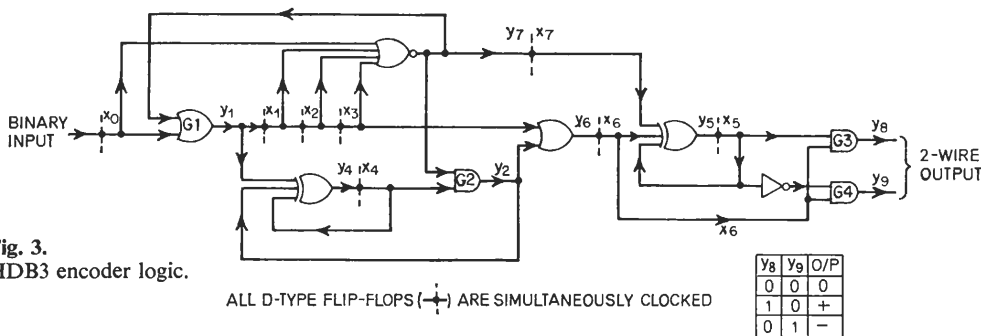 y7 x7
BINARY
INPUT
x0
G1
y1
x1
x2
x3
y4
x4
G2
y2
y6
x6
y5
x5
G3
y8
G4
y9
x6
2-WIRE
OUTPUT
ig. 3.
HDB3 encoder logic.
ALL D-TYPE FLIP-FLOPS ( ) ARE SIMULTANEOUSLY CLOCKED
y8 y9 O/P
0 0 0
1 0 +
0 1 −